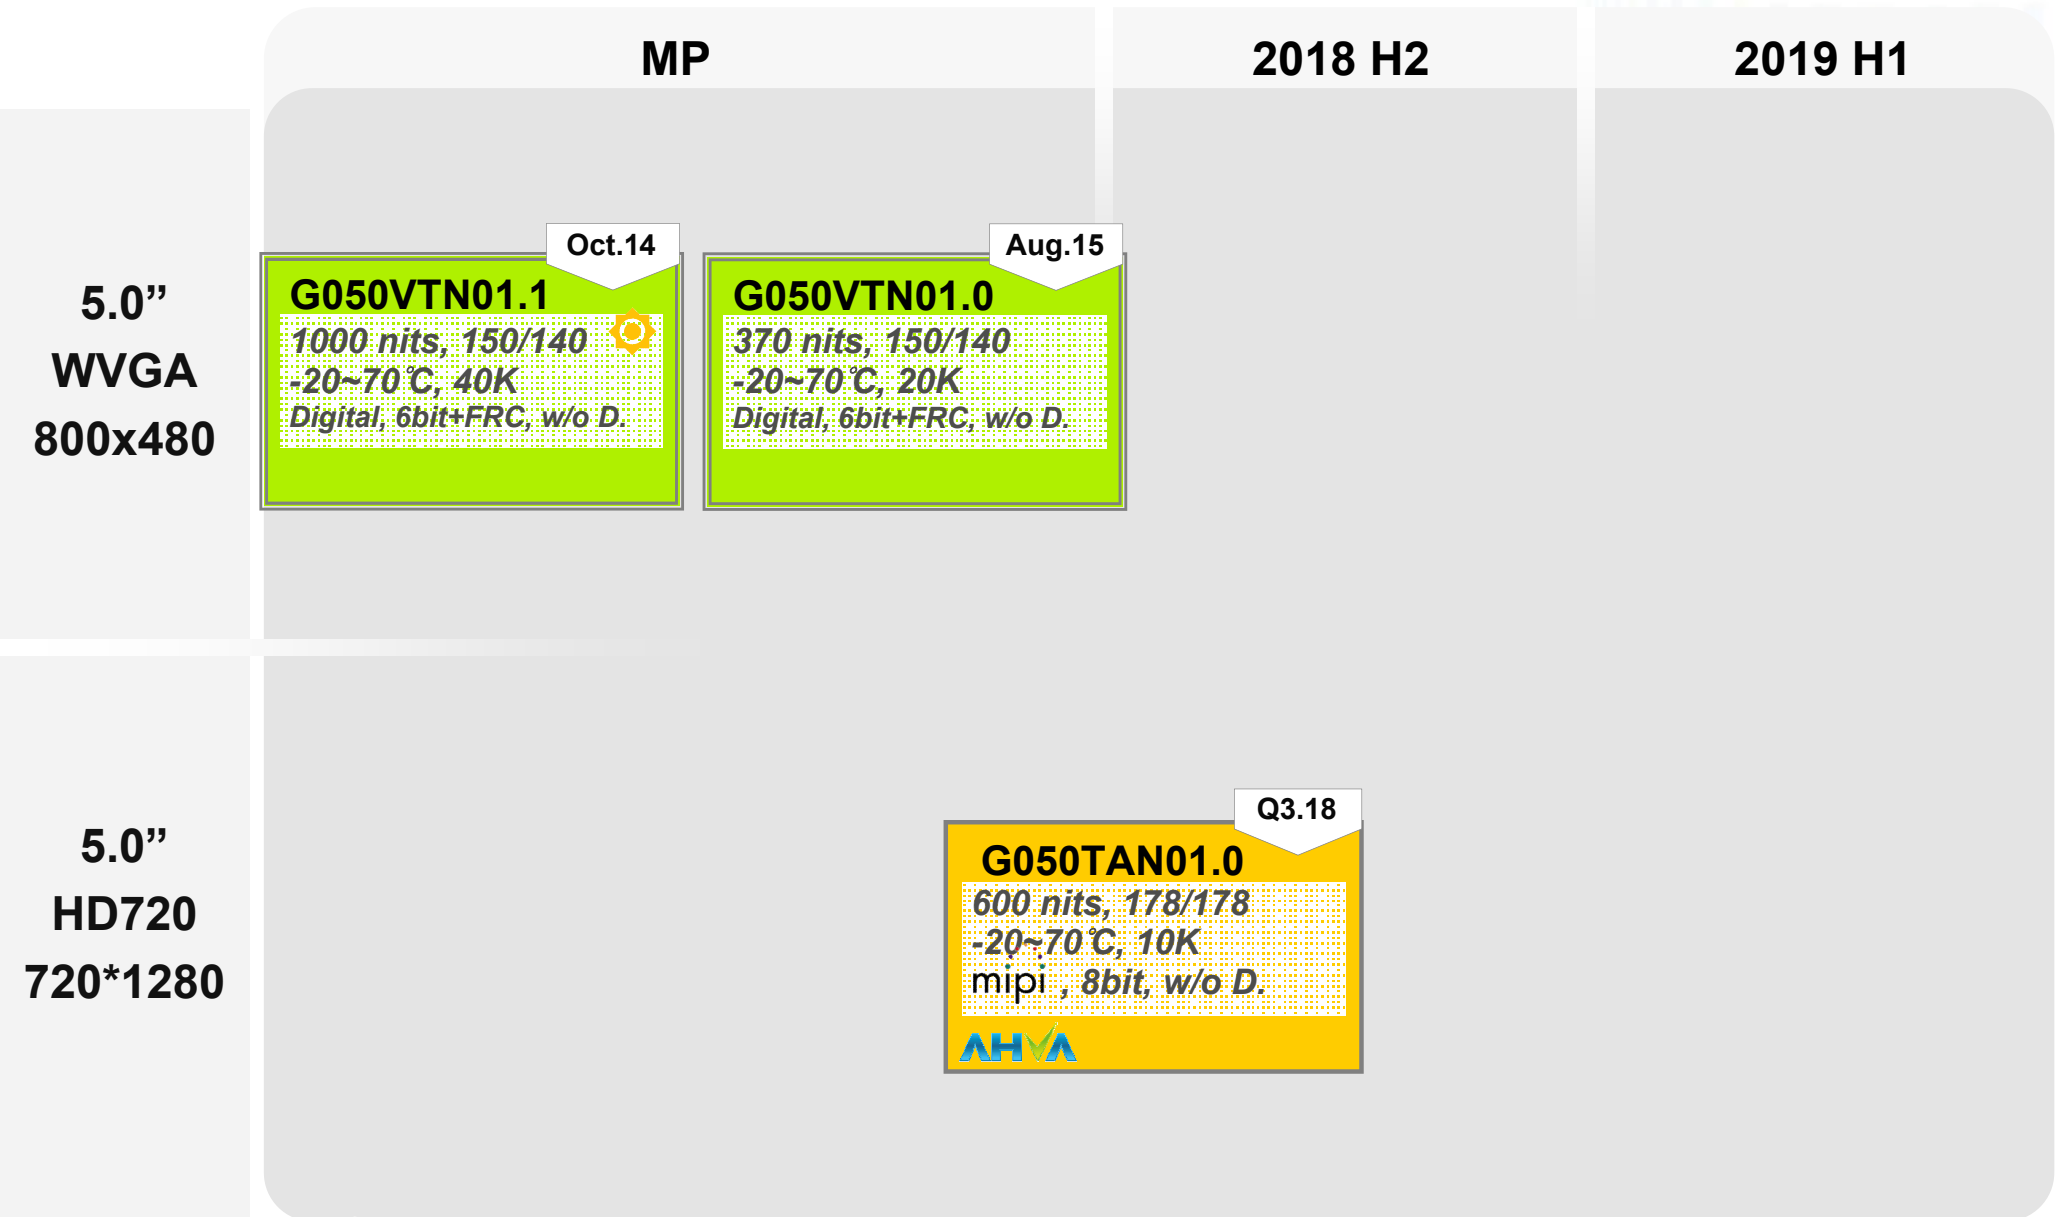 MP
2018 H2
2019 H1
5.0”
WVGA
800x480
Oct.14
G050VTN01.1
1000 nits, 150/140
-20~70℃, 40K
Digital, 6bit+FRC, w/o D.
Aug.15
G050VTN01.0
370 nits, 150/140
-20~70℃, 20K
Digital, 6bit+FRC, w/o D.
5.0”
HD720
720*1280
Q3.18
G050TAN01.0
600 nits, 178/178
-20~70℃, 10K
mipi , 8bit, w/o D.
AHVA